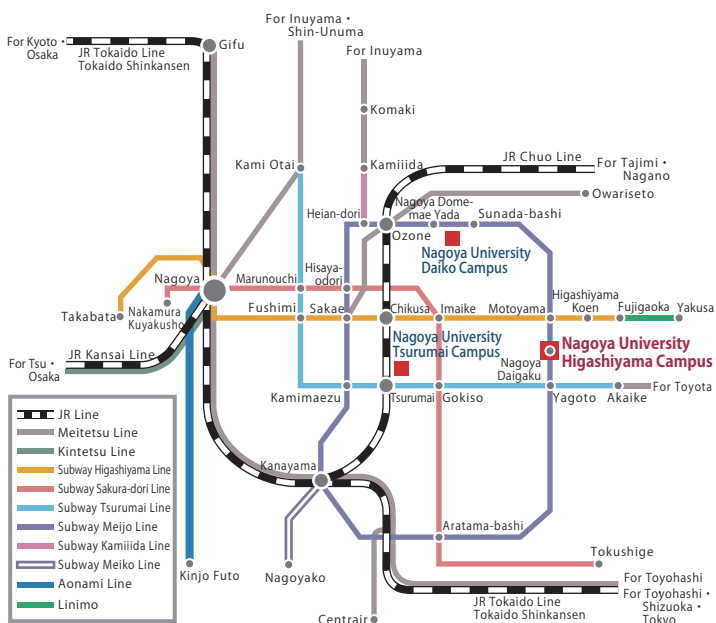 For Inuyama・
Shin-Unuma
For Kyoto・
Osaka
JR Tokaido Line
Tokaido Shinkansen
Gifu
For Inuyama
Komaki
Kami Otai
Kamiiida
JR Chuo Line
For Tajimi・
Nagano
Owariseto
Heian-dori
Nagoya Dome-
mae Yada
Sunada-bashi
Ozone
Nagoya University
Daiko Campus
Nagoya
Marunouchi
Hisaya-
odori
Nakamura
Kuyakusho
Takabata
Fushimi
Sakae
Chikusa
Imaike
Motoyama
Higashiyama
Koen
Fujigaoka
Yakusa
Nagoya University
Tsurumai Campus
Nagoya University
Higashiyama Campus
Nagoya
Daigaku
For Tsu・
Osaka
JR Kansai Line
Kamimaezu
Tsurumai
Gokiso
Yagoto
Akaike
For Toyota
JR Line
Meitetsu Line
Kintetsu Line
Subway Higashiyama Line
Subway Sakura-dori Line
Subway Tsurumai Line
Subway Meijo Line
Subway Kamiiida Line
Subway Meiko Line
Aonami Line
Linimo
Kanayama
Aratama-bashi
Kinjo Futo
Nagoyako
Tokushige
Centrair
JR Tokaido Line
Tokaido Shinkansen
For Toyohashi
For Toyohashi・
Shizuoka・
Tokyo